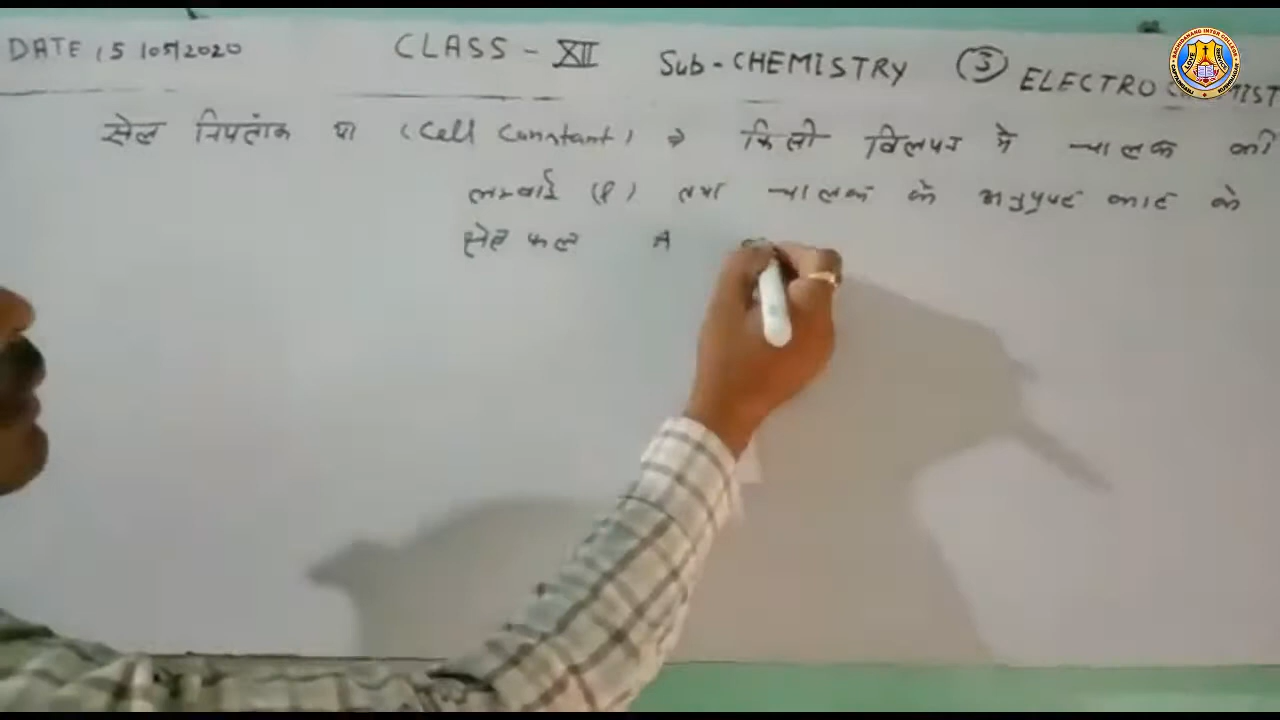 DATE 15/05/2020 CLASS - XII Sub - CHEMISTRY (3) ELECTRO
सेल नियतांक या (Cell Constant) → किसी विलयन में चालक की
लम्बाई (l) तथा चालक के अनुप्रस्थ काट के
क्षेत्रफल A